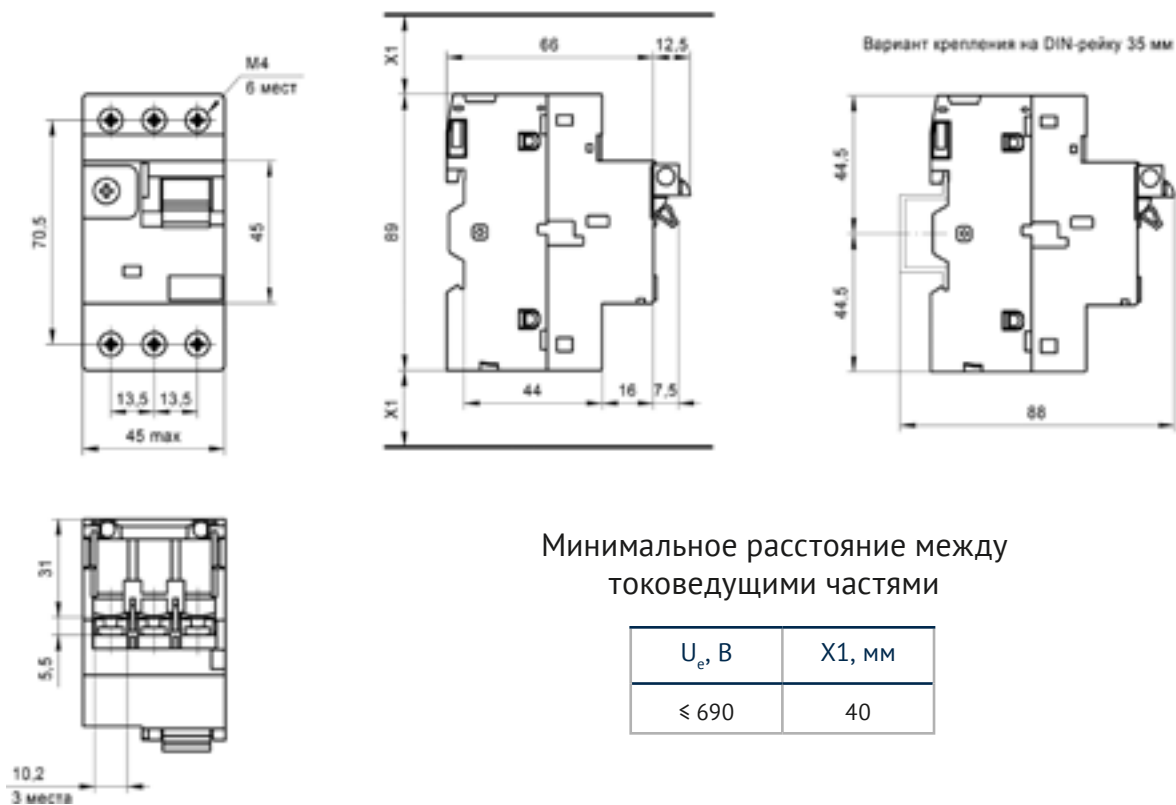 М4
6 мест
70,5
45
13,5 13,5
45 max
X1
66
12,5
89
44
16
7,5
X1
Вариант крепления на DIN-рейку 35 мм
44,5
44,5
88
31
5,5
10,2
3 места
Минимальное расстояние между
токоведущими частями
Uₑ, В X1, мм
⩽ 690 40